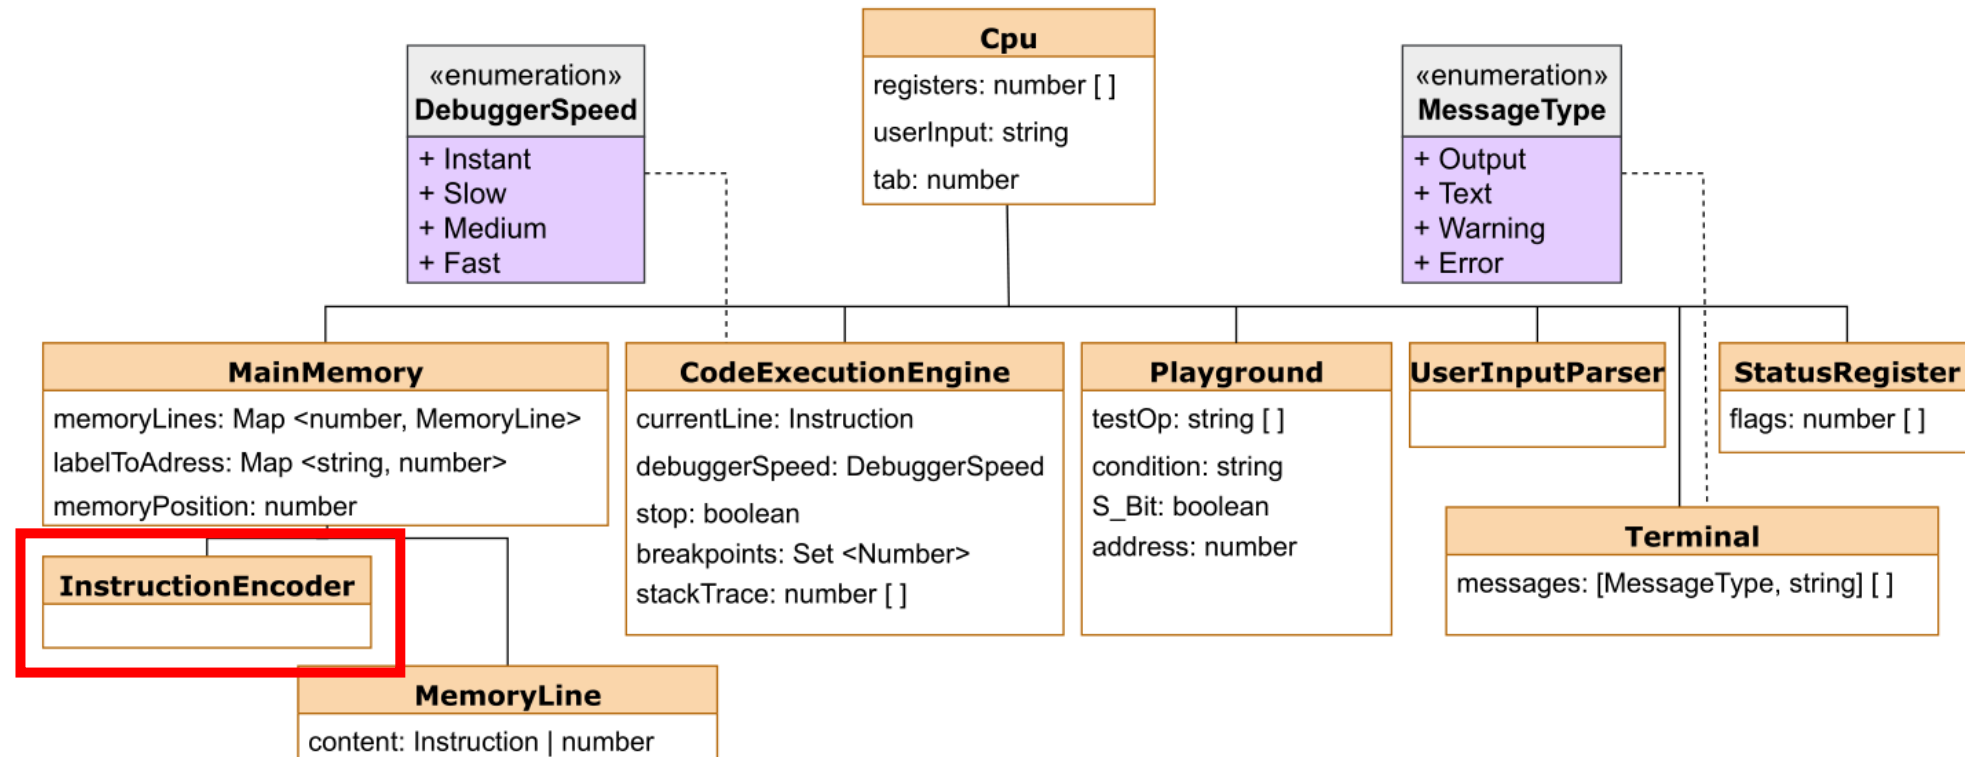 Cpu
registers: number [ ]
userInput: string
tab: number
«enumeration»
DebuggerSpeed
+ Instant
+ Slow
+ Medium
+ Fast
«enumeration»
MessageType
+ Output
+ Text
+ Warning
+ Error
MainMemory
memoryLines: Map <number, MemoryLine>
labelToAdress: Map <string, number>
memoryPosition: number
CodeExecutionEngine
currentLine: Instruction
debuggerSpeed: DebuggerSpeed
stop: boolean
breakpoints: Set <Number>
stackTrace: number [ ]
Playground
testOp: string [ ]
condition: string
S_Bit: boolean
address: number
UserInputParser
StatusRegister
flags: number [ ]
Terminal
messages: [MessageType, string] [ ]
InstructionEncoder
MemoryLine
content: Instruction | number